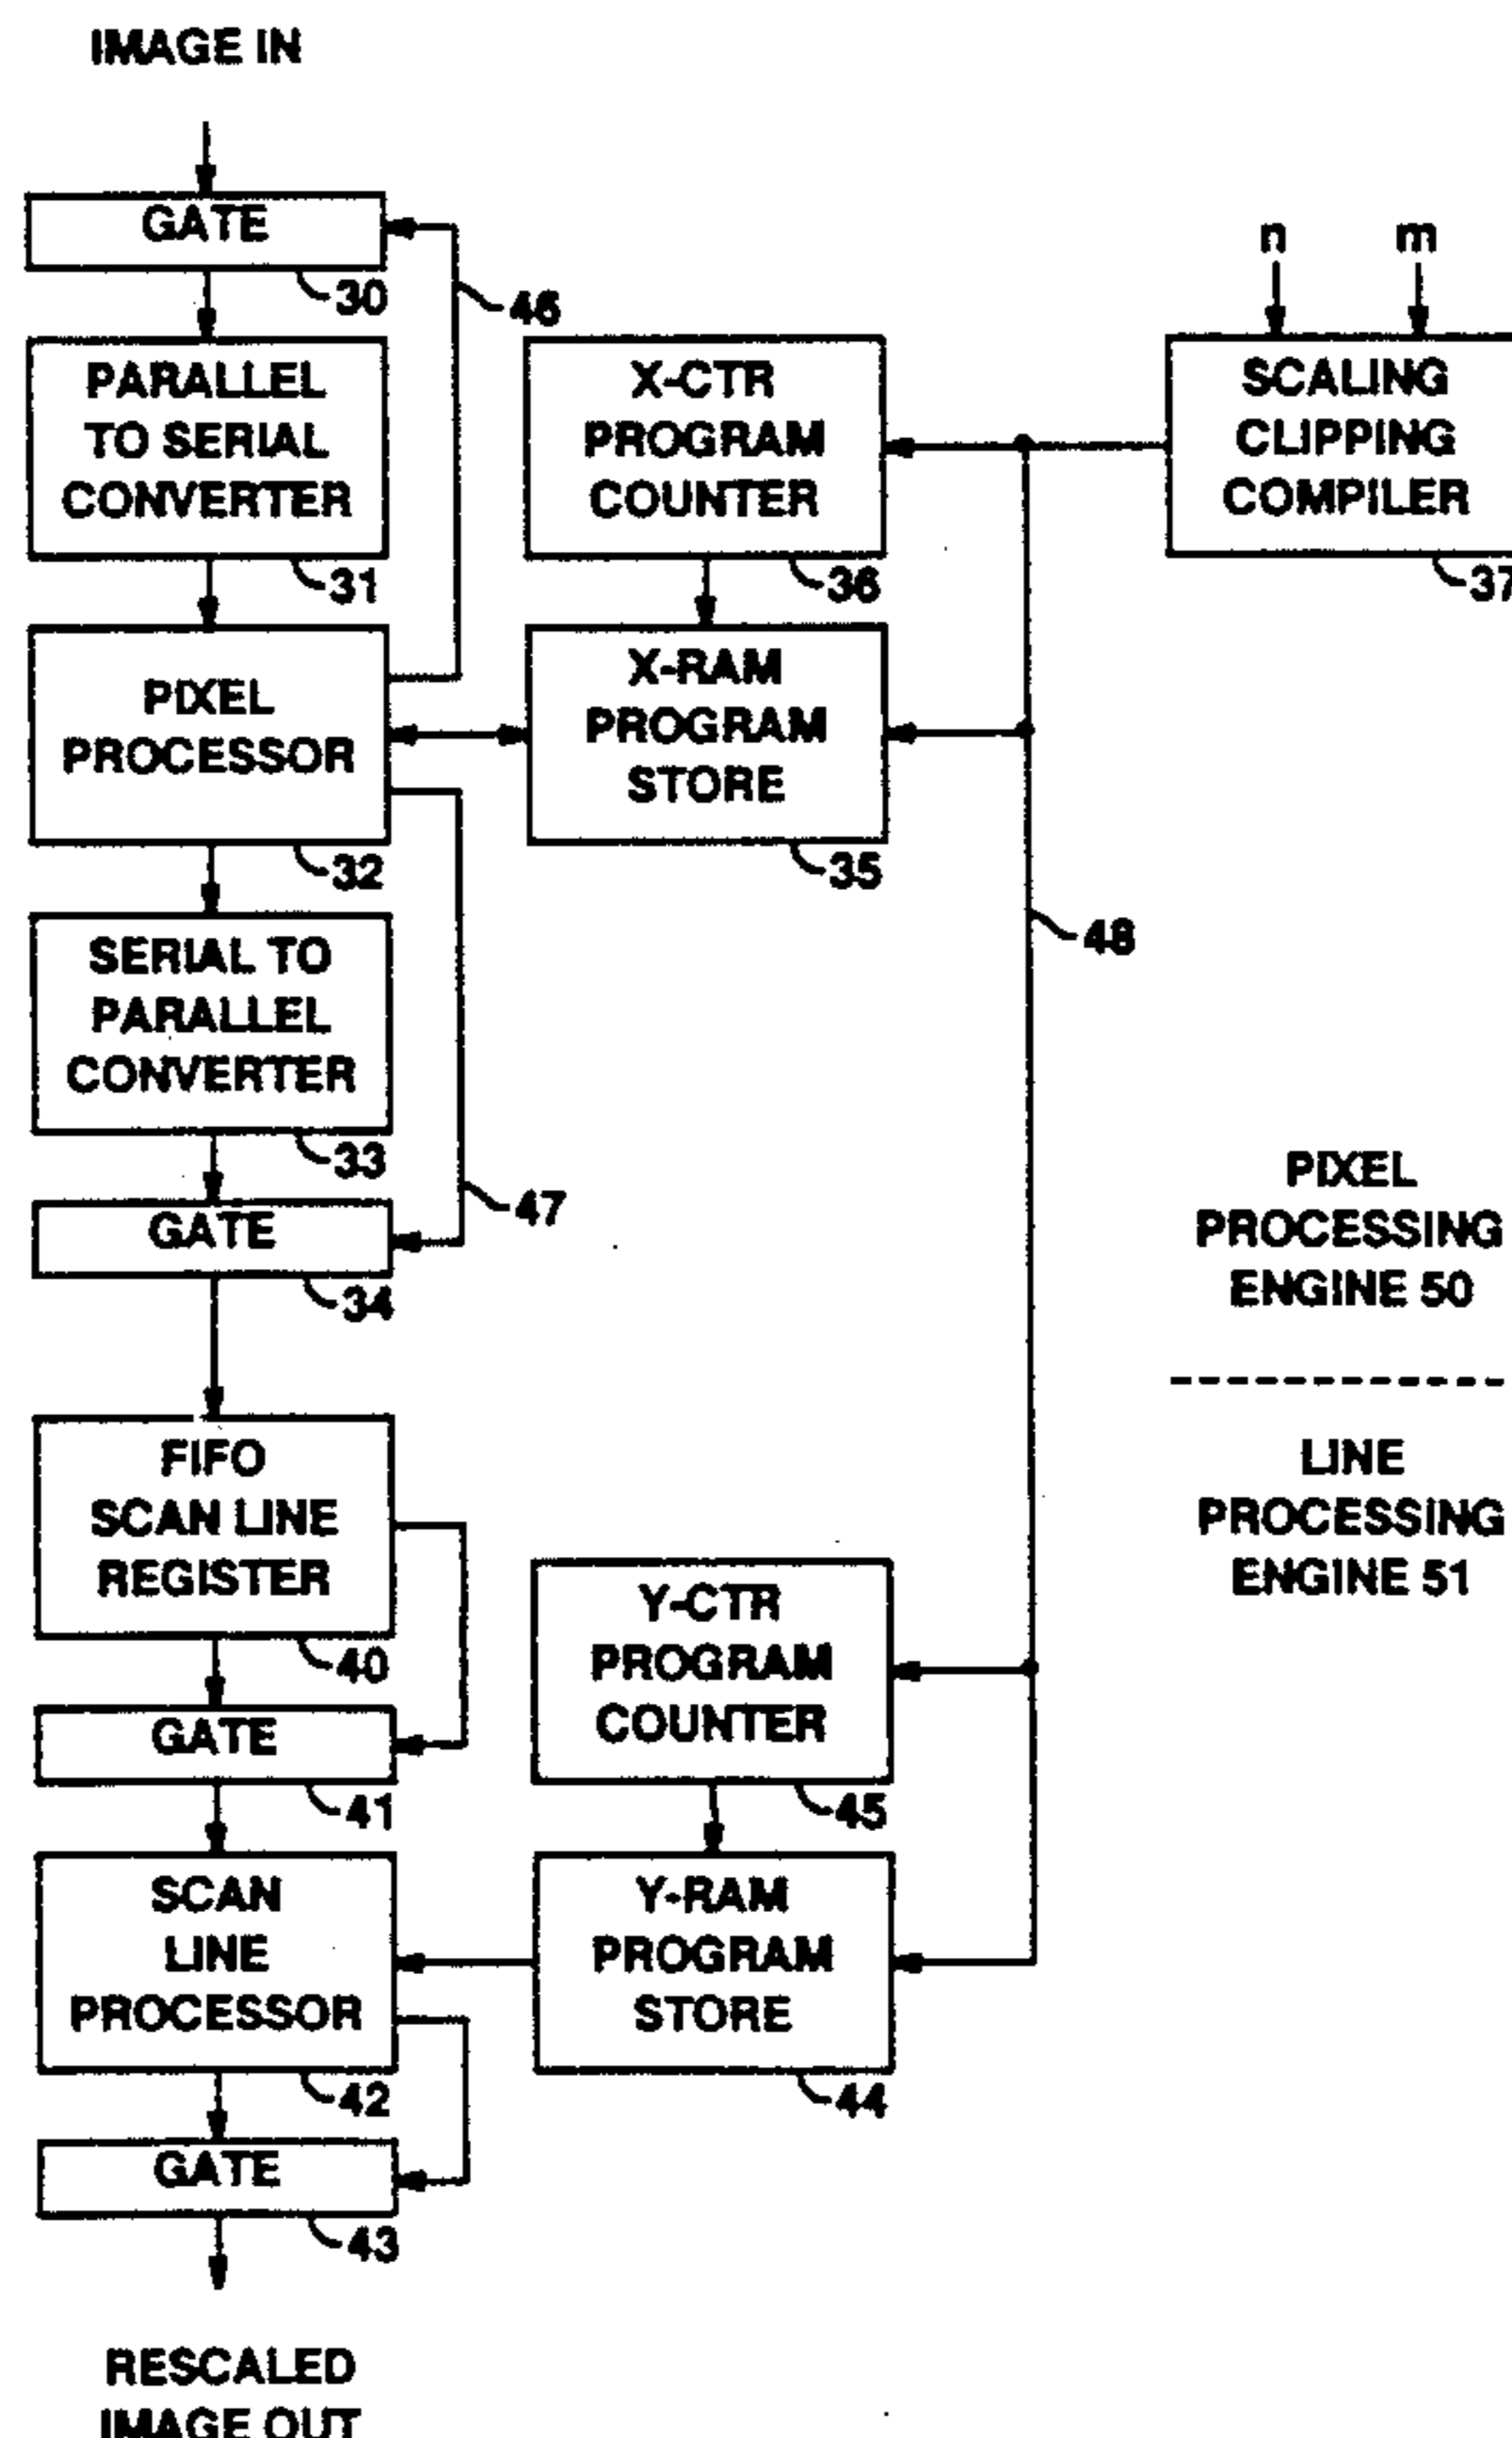 IMAGE IN
GATE
30
46
n
m
PARALLEL
TO SERIAL
CONVERTER
31
X-CTR
PROGRAM
COUNTER
36
SCALING
CLIPPING
COMPILER
37
PIXEL
PROCESSOR
32
X-RAM
PROGRAM
STORE
35
48
SERIAL TO
PARALLEL
CONVERTER
33
47
GATE
34
PIXEL
PROCESSING
ENGINE 50
LINE
PROCESSING
ENGINE 51
FIFO
SCAN LINE
REGISTER
40
GATE
41
Y-CTR
PROGRAM
COUNTER
45
SCAN
LINE
PROCESSOR
42
Y-RAM
PROGRAM
STORE
44
GATE
43
RESCALED
IMAGE OUT